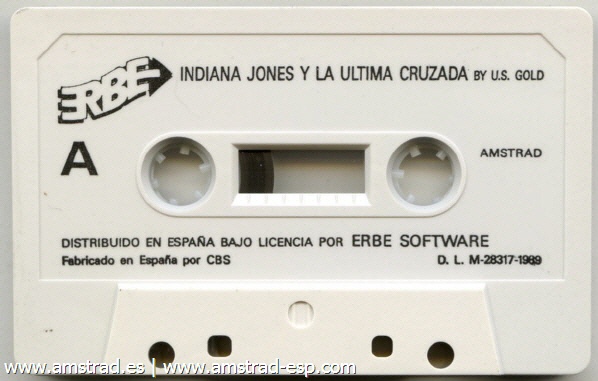 ERBE
INDIANA JONES Y LA ULTIMA CRUZADA BY U.S. GOLD
A
AMSTRAD
DISTRIBUIDO EN ESPAÑA BAJO LICENCIA POR ERBE SOFTWARE
Fabricado en España por CBS D. L. M-28317-1989
www.amstrad.es | www.amstrad-esp.com